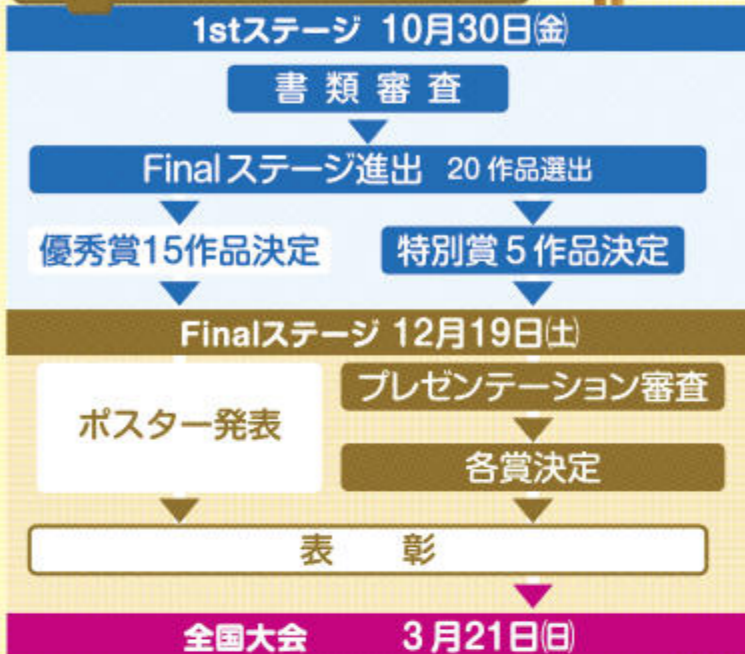 1stステージ 10月30日㈮
書類審査
Finalステージ進出 20作品選出
優秀賞15作品決定
特別賞5作品決定
Finalステージ 12月19日㈯
ポスター発表
プレゼンテーション審査
各賞決定
表 彰
全国大会 3月21日㈰